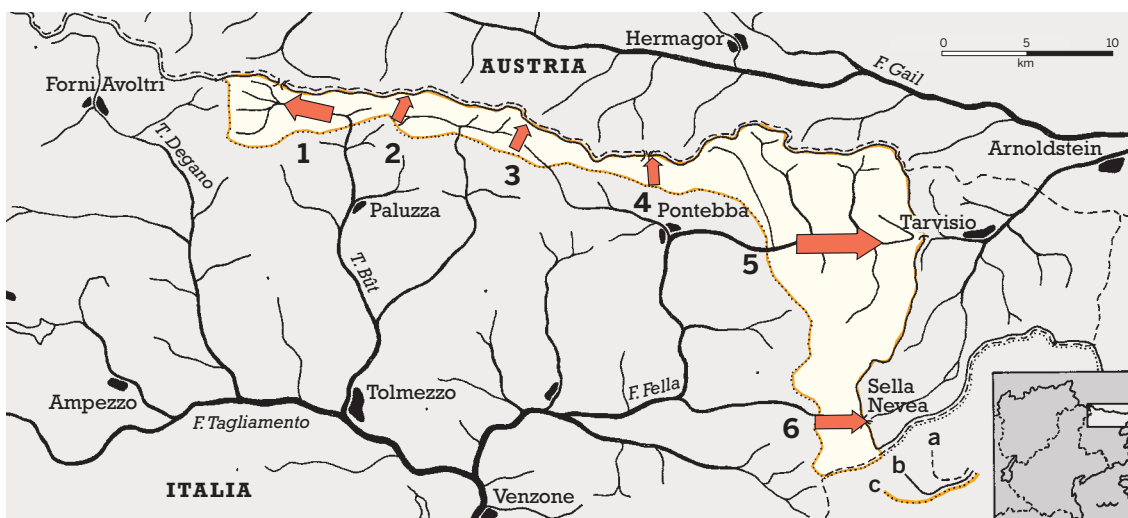 Hermagor
0 5 10
km
AUSTRIA
F. Gail
Forni Avoltri
T. Degano
1
2
3
4
Arnoldstein
Paluzza
Pontebba
Tarvisio
5
T. Bût
Ampezzo
Tolmezzo
F. Fella
Sella
Nevea
F. Tagliamento
6
a
b
c
ITALIA
Venzone